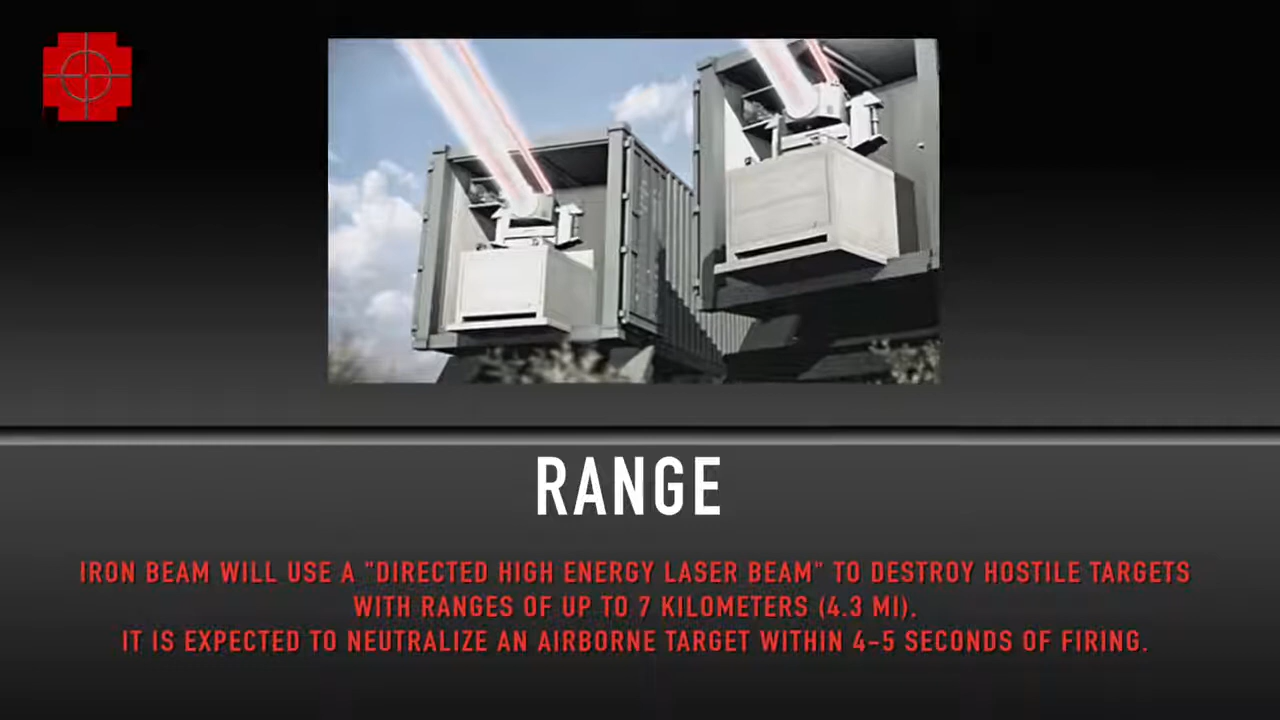 RANGE
IRON BEAM WILL USE A "DIRECTED HIGH ENERGY LASER BEAM" TO DESTROY HOSTILE TARGETS
WITH RANGES OF UP TO 7 KILOMETERS (4.3 MI).
IT IS EXPECTED TO NEUTRALIZE AN AIRBORNE TARGET WITHIN 4-5 SECONDS OF FIRING.